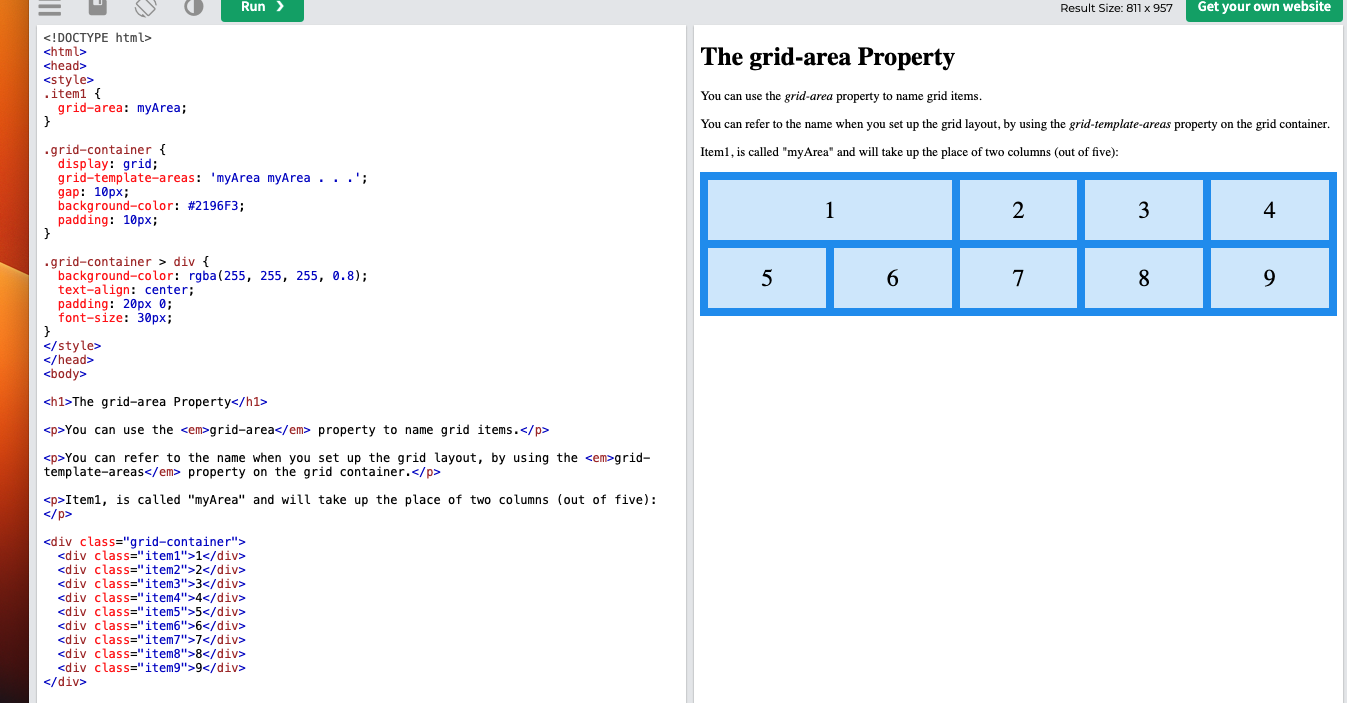 Run ❯
Result Size: 811 x 957
Get your own website
<!DOCTYPE html>
<html>
<head>
<style>
.item1 {
  grid-area: myArea;
}

.grid-container {
  display: grid;
  grid-template-areas: 'myArea myArea . . .';
  gap: 10px;
  background-color: #2196F3;
  padding: 10px;
}

.grid-container > div {
  background-color: rgba(255, 255, 255, 0.8);
  text-align: center;
  padding: 20px 0;
  font-size: 30px;
}
</style>
</head>
<body>

<h1>The grid-area Property</h1>

<p>You can use the <em>grid-area</em> property to name grid items.</p>

<p>You can refer to the name when you set up the grid layout, by using the <em>grid-
template-areas</em> property on the grid container.</p>

<p>Item1, is called "myArea" and will take up the place of two columns (out of five):
</p>

<div class="grid-container">
  <div class="item1">1</div>
  <div class="item2">2</div>
  <div class="item3">3</div>
  <div class="item4">4</div>
  <div class="item5">5</div>
  <div class="item6">6</div>
  <div class="item7">7</div>
  <div class="item8">8</div>
  <div class="item9">9</div>
</div>
The grid-area Property
You can use the grid-area property to name grid items.
You can refer to the name when you set up the grid layout, by using the grid-template-areas property on the grid container.
Item1, is called "myArea" and will take up the place of two columns (out of five):
1 2 3 4
5 6 7 8 9